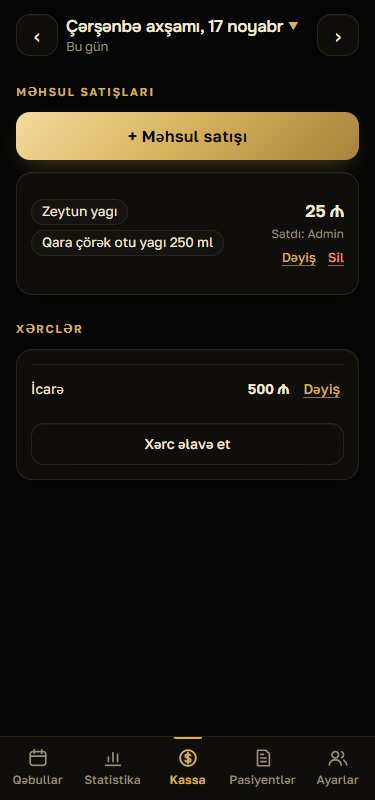 ‹
Çərşənbə axşamı, 17 noyabr ▼
Bu gün
›
MƏHSUL SATIŞLARI
+ Məhsul satışı
Zeytun yağı
Qara çörək otu yağı 250 ml
25 ₼
Satdı: Admin
Dəyiş Sil
XƏRCLƏR
İcarə 500 ₼ Dəyiş
Xərc əlavə et
Qəbullar Statistika Kassa Pasiyentlər Ayarlar